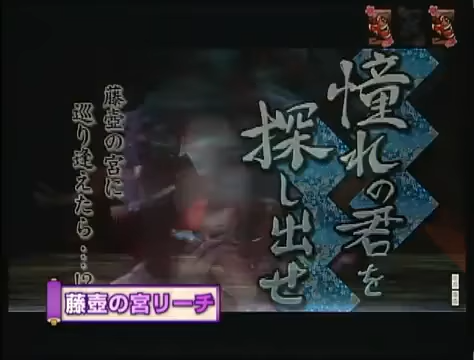 憧れの君を
探し出せ
藤壺の宮に
巡り逢えたら…!?
藤壺の宮リーチ